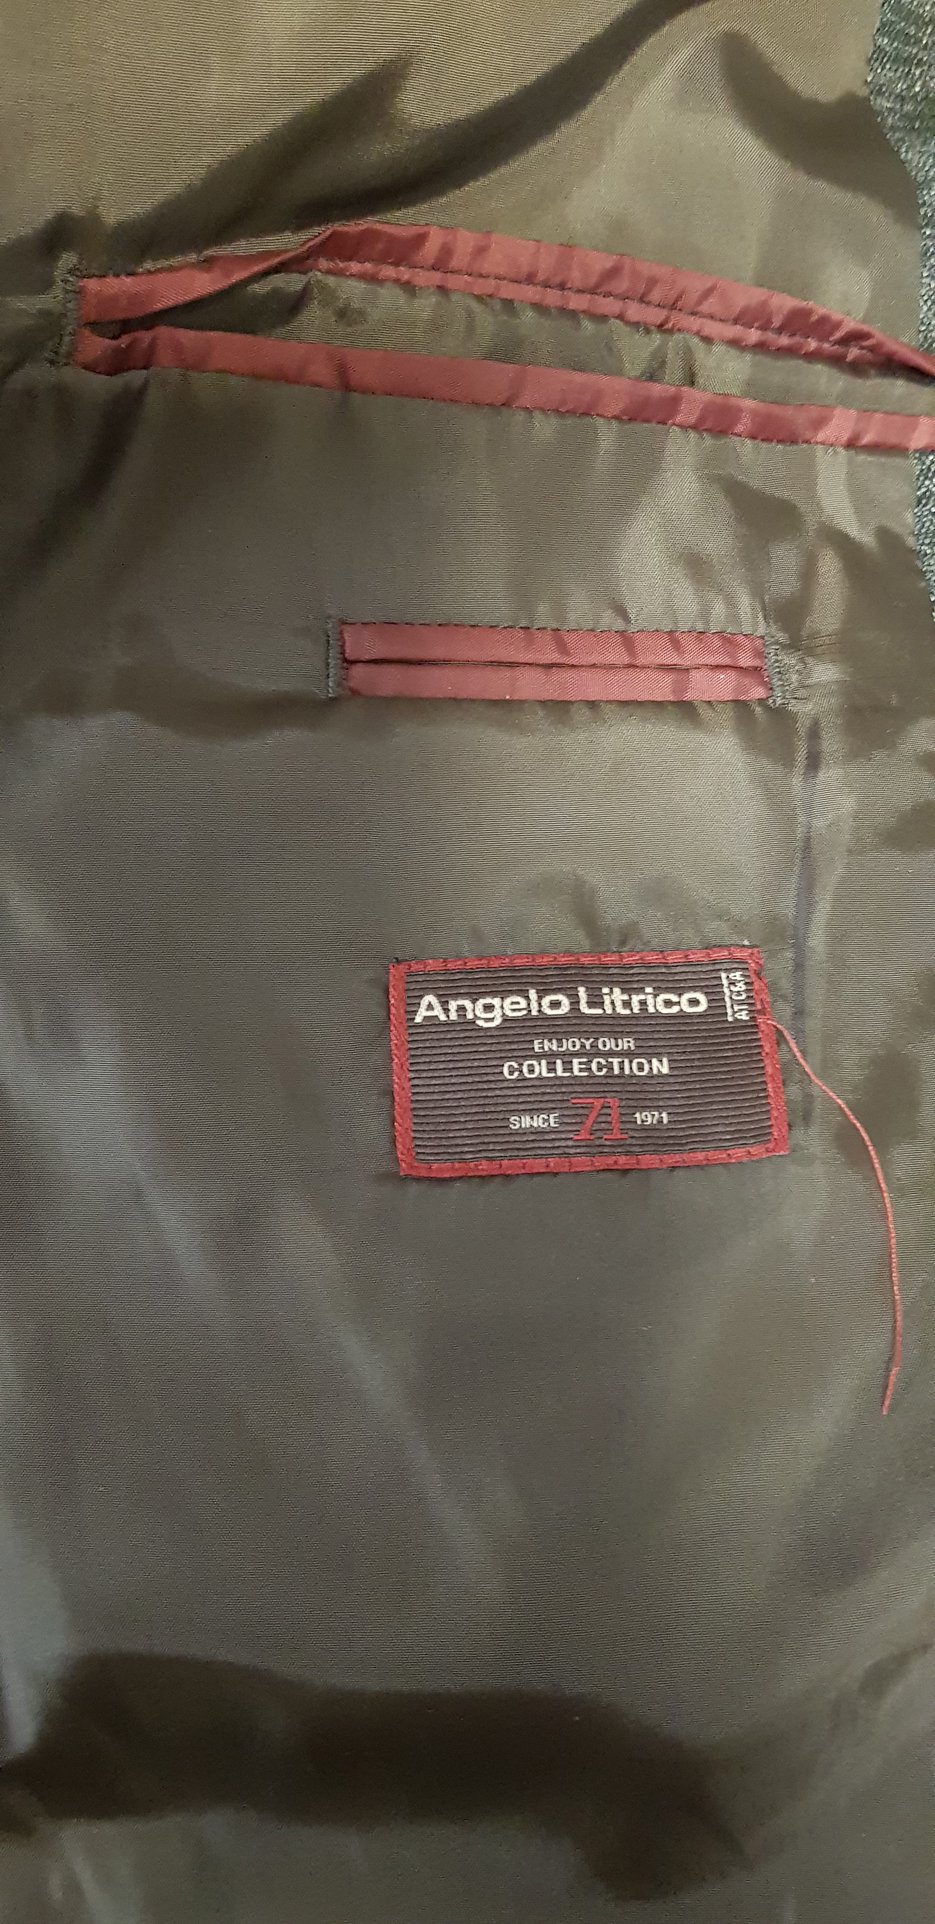 Angelo Litrico
AT C&A
ENJOY OUR
COLLECTION
SINCE 71 1971